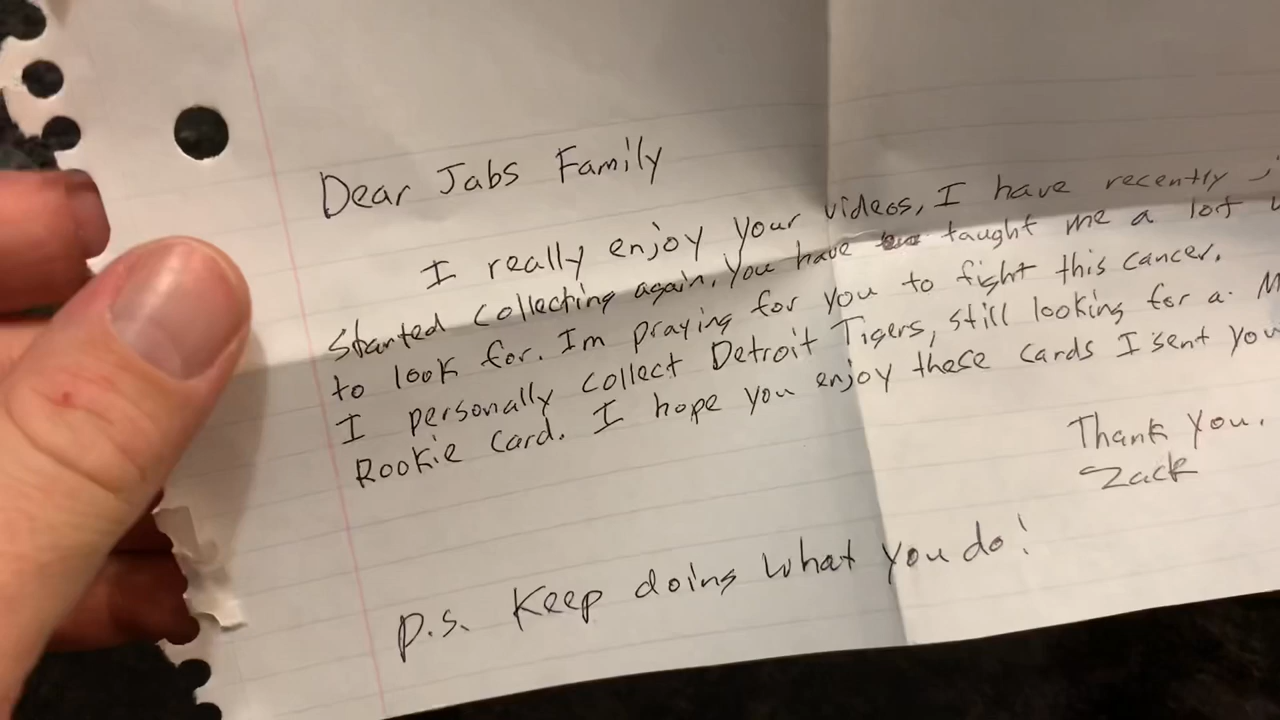 Dear Jabs Family
I really enjoy your videos, I have recently
started collecting again. You have taught me a lot
to look for. Im praying for you to fight this cancer.
I personally collect Detroit Tigers, still looking for a
Rookie Card. I hope you enjoy these cards I sent you
Thank You.
Zack
P.S. Keep doing what you do!